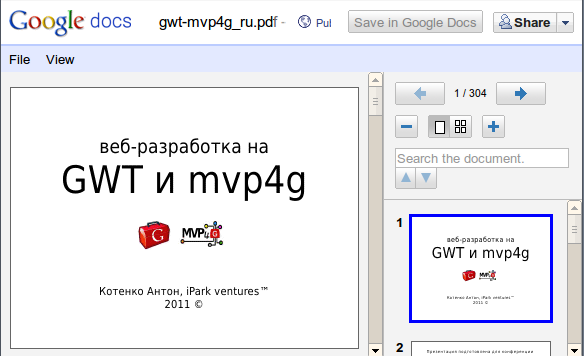 Google docs gwt-mvp4g_ru.pdf - Pul Save in Google Docs Share
File View
1 / 304
Search the document.
веб-разработка на
GWT и mvp4g
G MVP4G
Котенко Антон, iPark ventures™
2011 ©
1
веб-разработка на
GWT и mvp4g
Котенко Антон, iPark ventures™
2011 ©
2
Презентация подготовлена для конференции